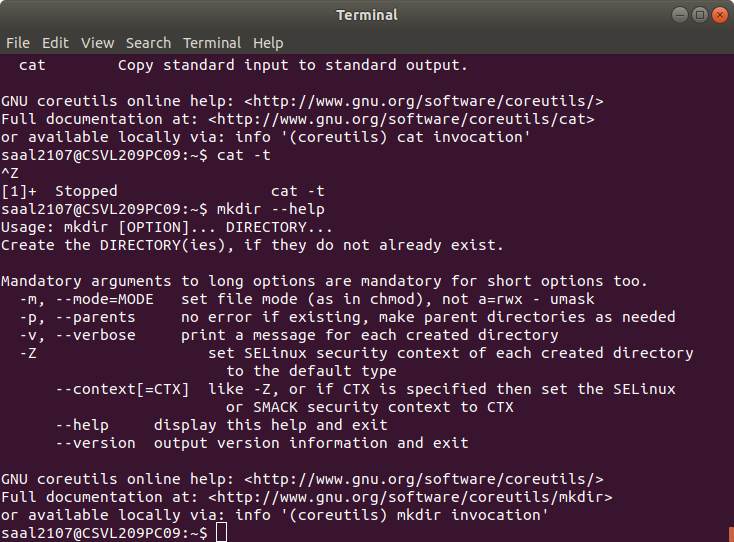 Terminal
File Edit View Search Terminal Help
  cat        Copy standard input to standard output.

GNU coreutils online help: <http://www.gnu.org/software/coreutils/>
Full documentation at: <http://www.gnu.org/software/coreutils/cat>
or available locally via: info '(coreutils) cat invocation'
saal2107@CSVL209PC09:~$ cat -t
^Z
[1]+  Stopped                 cat -t
saal2107@CSVL209PC09:~$ mkdir --help
Usage: mkdir [OPTION]... DIRECTORY...
Create the DIRECTORY(ies), if they do not already exist.

Mandatory arguments to long options are mandatory for short options too.
  -m, --mode=MODE   set file mode (as in chmod), not a=rwx - umask
  -p, --parents     no error if existing, make parent directories as needed
  -v, --verbose     print a message for each created directory
  -Z                   set SELinux security context of each created directory
                         to the default type
      --context[=CTX]  like -Z, or if CTX is specified then set the SELinux
                         or SMACK security context to CTX
      --help     display this help and exit
      --version  output version information and exit

GNU coreutils online help: <http://www.gnu.org/software/coreutils/>
Full documentation at: <http://www.gnu.org/software/coreutils/mkdir>
or available locally via: info '(coreutils) mkdir invocation'
saal2107@CSVL209PC09:~$